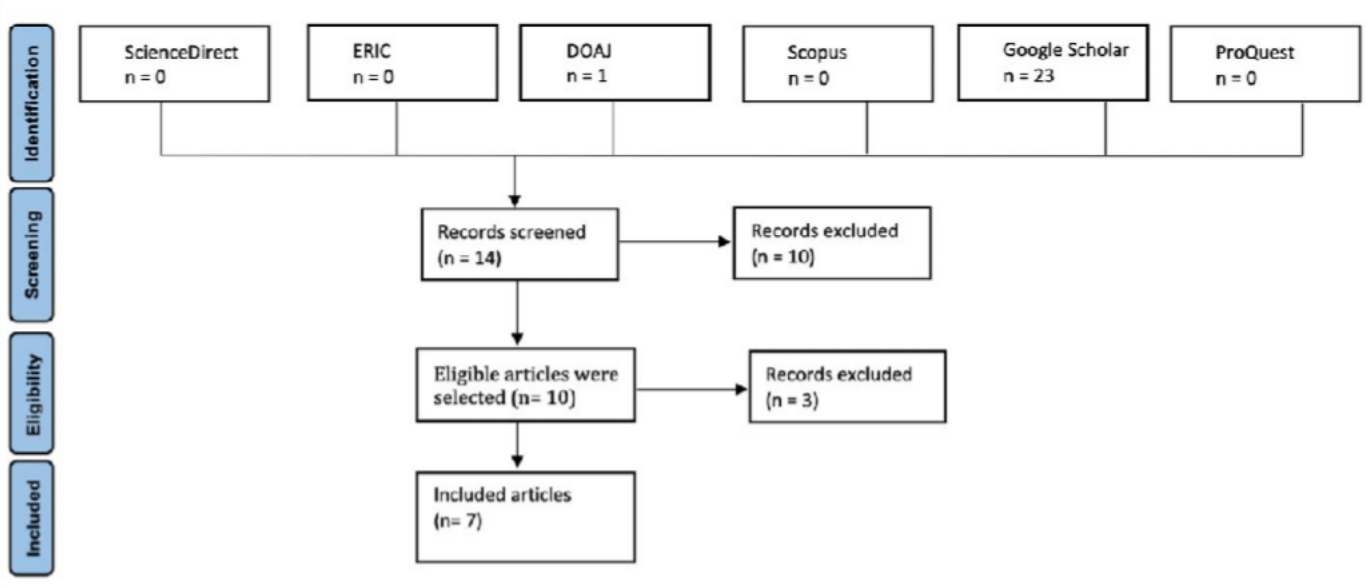 Identification
ScienceDirect
n = 0
ERIC
n = 0
DOAJ
n = 1
Scopus
n = 0
Google Scholar
n = 23
ProQuest
n = 0
Screening
Records screened
(n = 14)
Records excluded
(n = 10)
Eligibility
Eligible articles were
selected (n= 10)
Records excluded
(n = 3)
Included
Included articles
(n= 7)